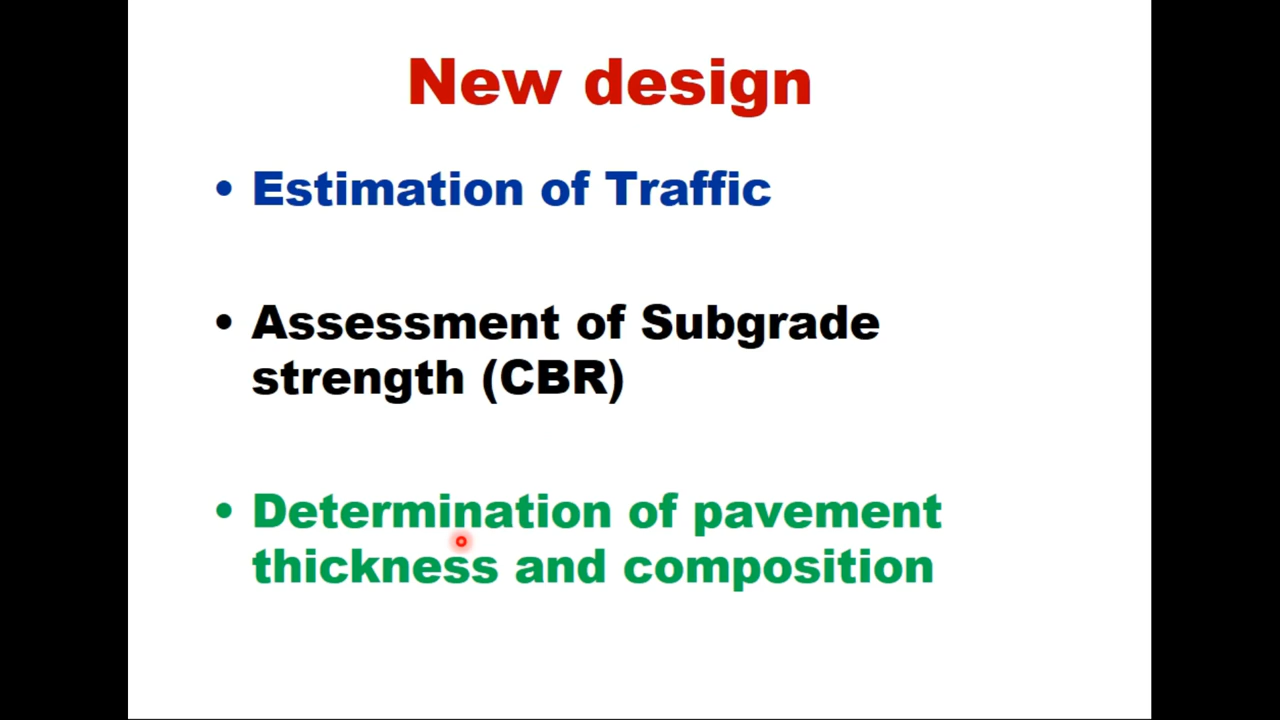 New design
• Estimation of Traffic
• Assessment of Subgrade
strength (CBR)
• Determination of pavement
thickness and composition